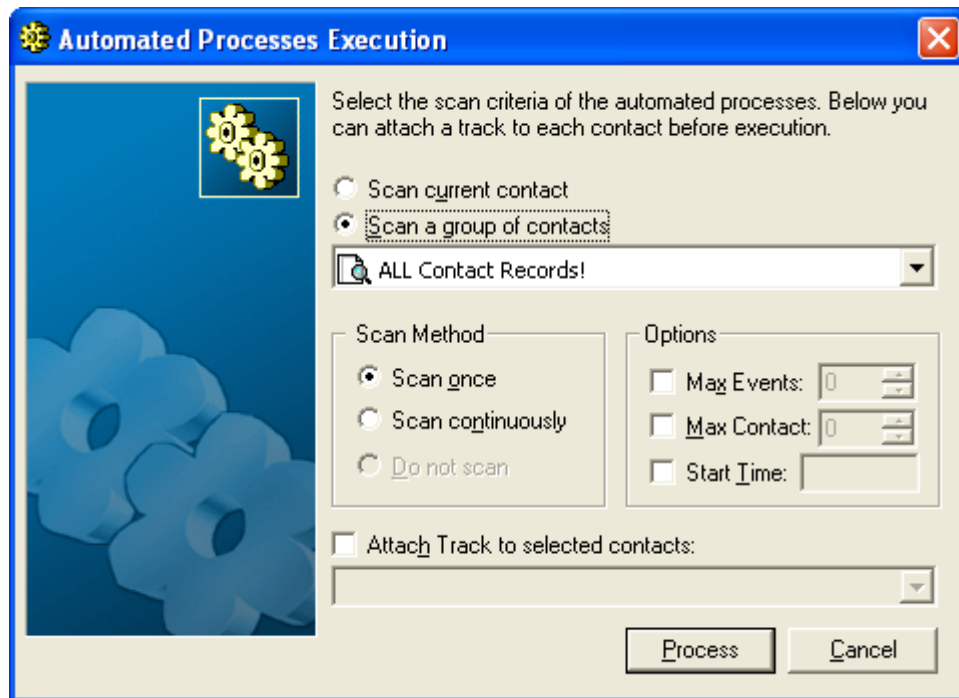 Automated Processes Execution
Select the scan criteria of the automated processes. Below you
can attach a track to each contact before execution.
Scan current contact
Scan a group of contacts
ALL Contact Records!
Scan Method
Scan once
Scan continuously
Do not scan
Options
Max Events: 0
Max Contact: 0
Start Time:
Attach Track to selected contacts:
Process Cancel